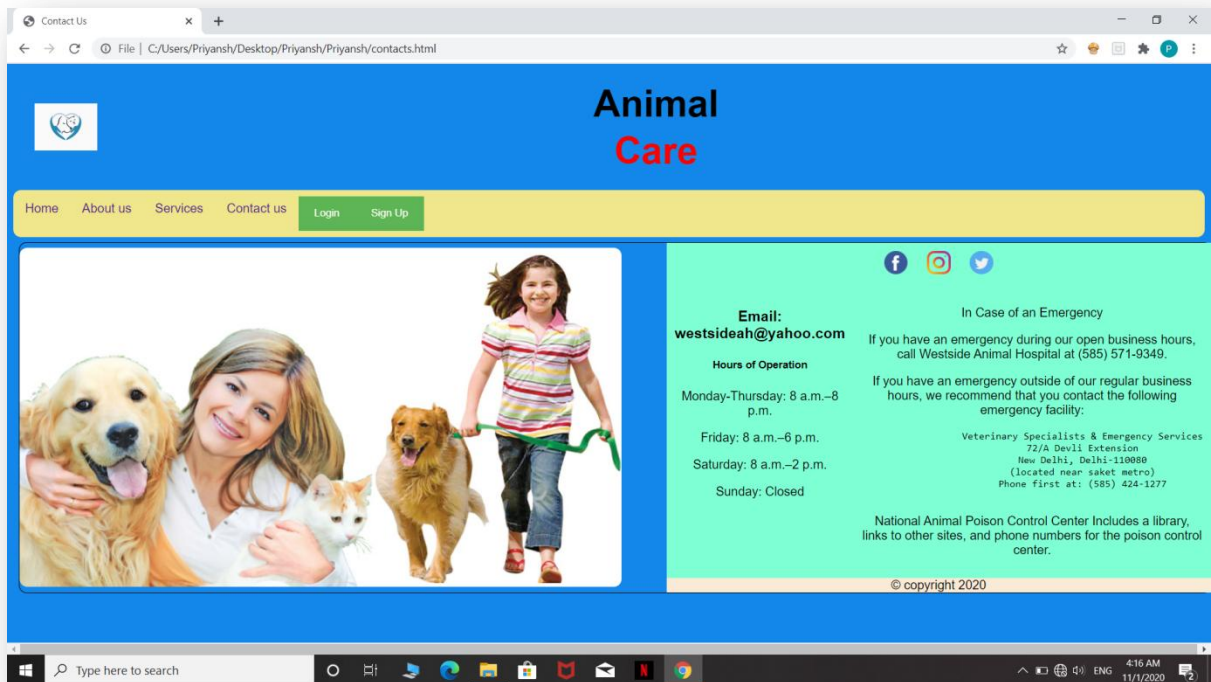 Contact Us
File | C:/Users/Priyansh/Desktop/Priyansh/Priyansh/contacts.html
P
Animal
Care
Home About us Services Contact us Login Sign Up
Email:
westsideah@yahoo.com
Hours of Operation
Monday-Thursday: 8 a.m.–8
p.m.
Friday: 8 a.m.–6 p.m.
Saturday: 8 a.m.–2 p.m.
Sunday: Closed
In Case of an Emergency
If you have an emergency during our open business hours,
call Westside Animal Hospital at (585) 571-9349.
If you have an emergency outside of our regular business
hours, we recommend that you contact the following
emergency facility:
Veterinary Specialists & Emergency Services
72/A Devli Extension
New Delhi, Delhi-110080
(located near saket metro)
Phone first at: (585) 424-1277
National Animal Poison Control Center Includes a library,
links to other sites, and phone numbers for the poison control
center.
© copyright 2020
Type here to search
N
ENG
4:16 AM
11/1/2020
2